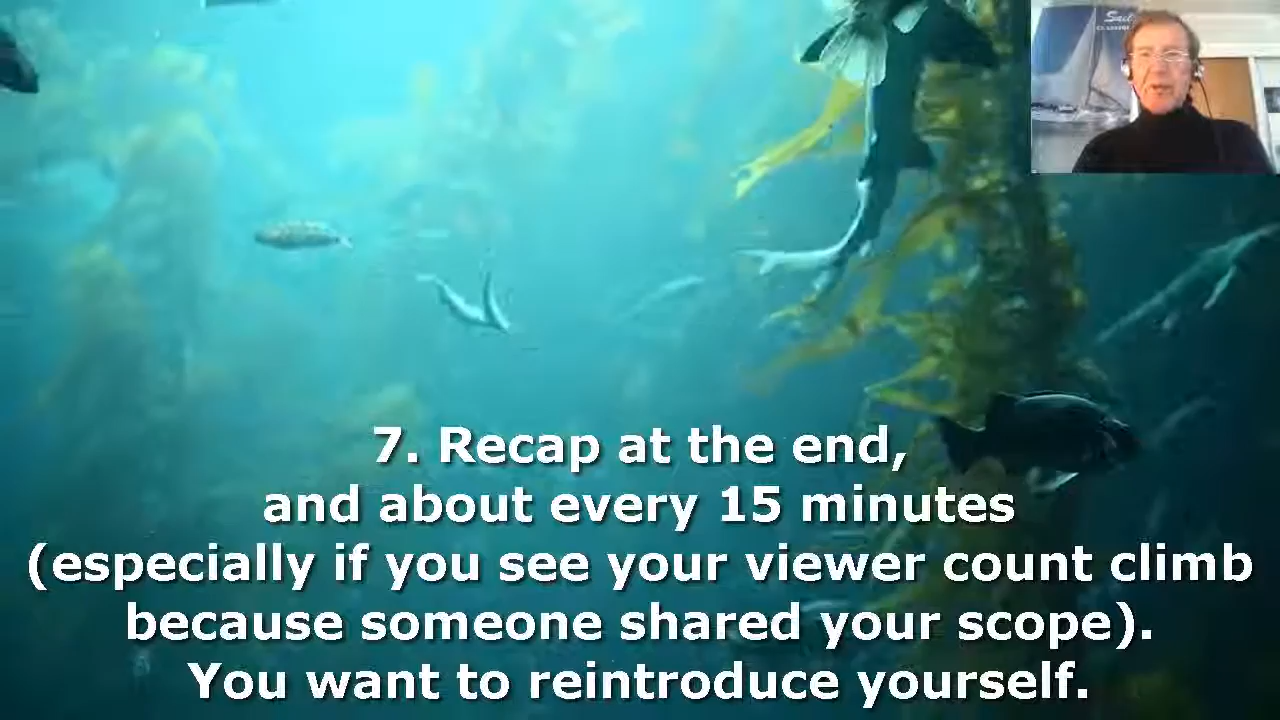 Sail
7. Recap at the end,
and about every 15 minutes
(especially if you see your viewer count climb
because someone shared your scope).
You want to reintroduce yourself.